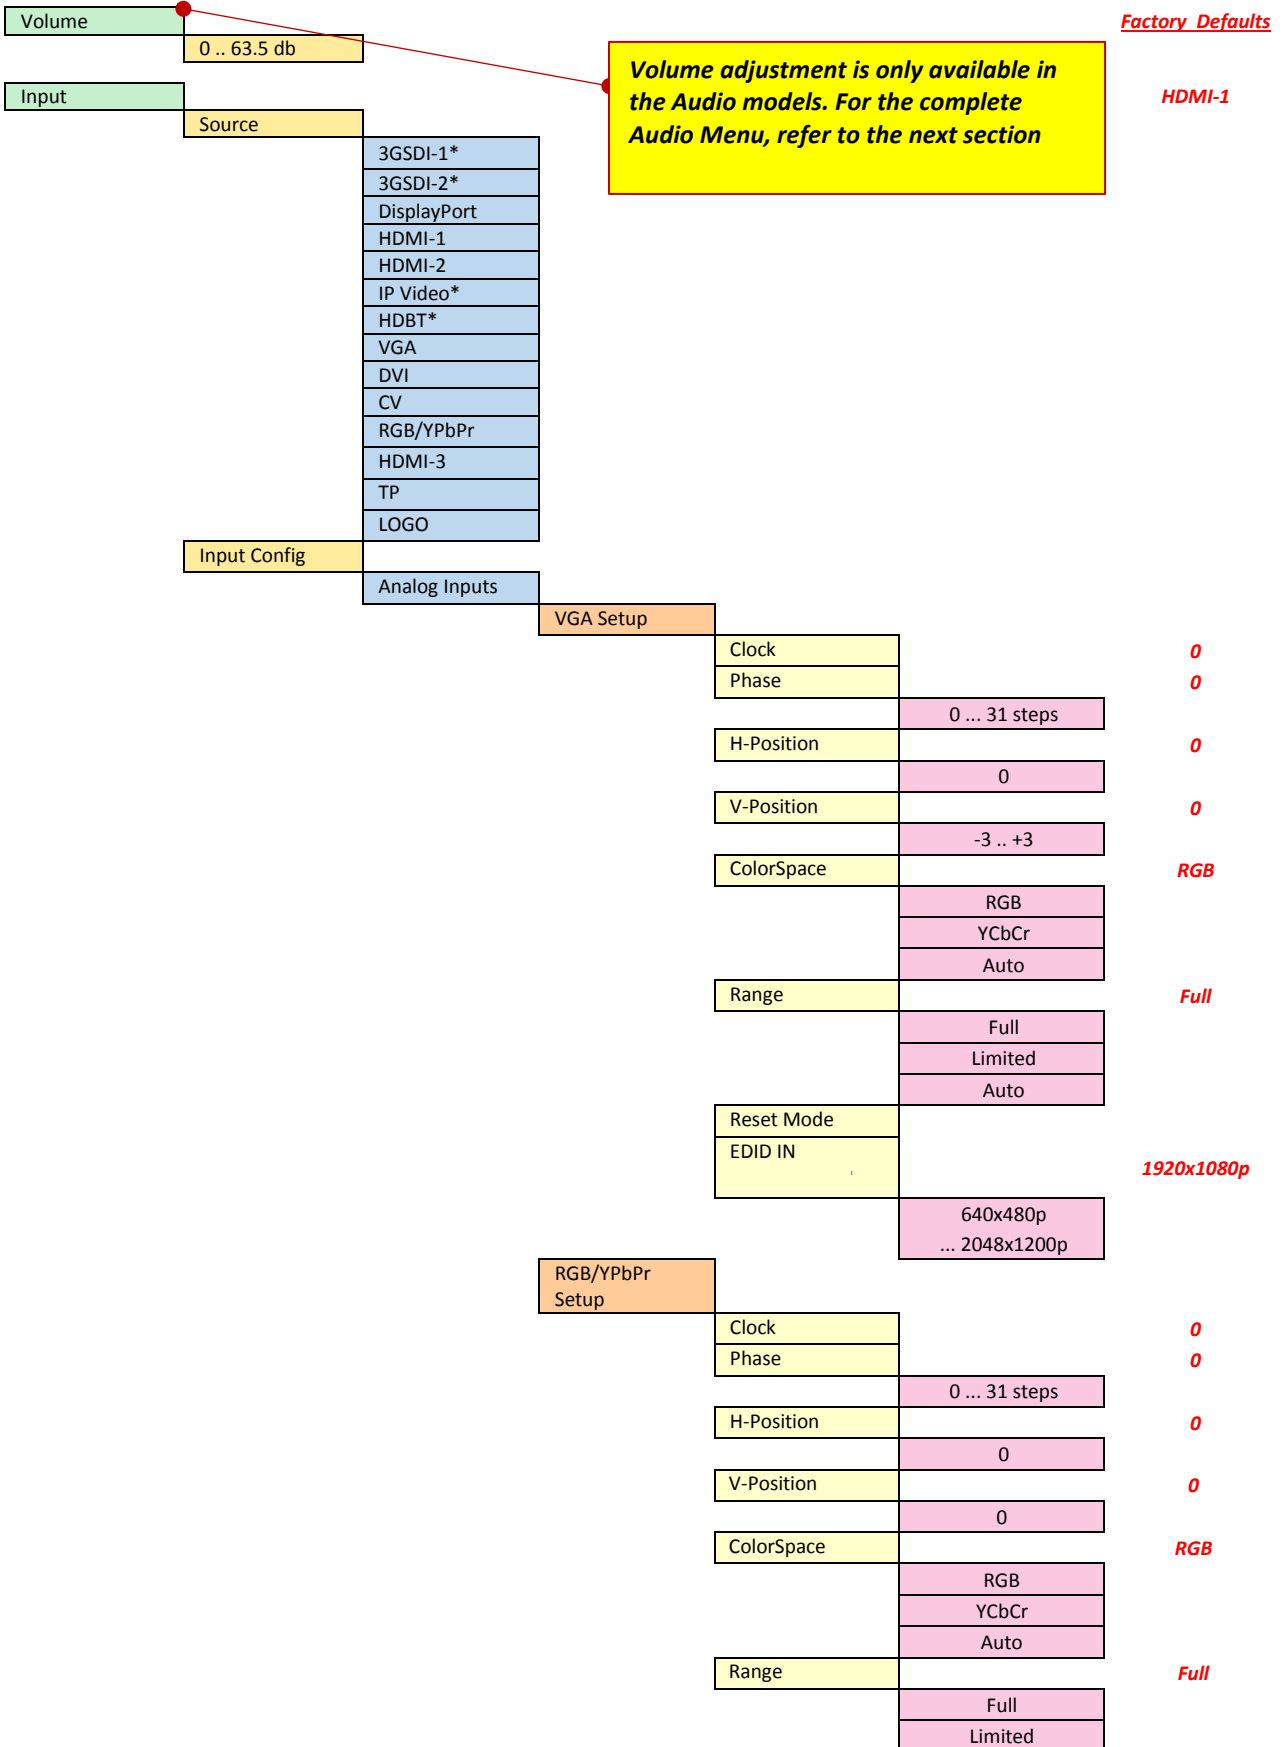 Volume
Factory  Defaults
0 .. 63.5 db
Volume adjustment is only available in
the Audio models. For the complete
Audio Menu, refer to the next section
Input
HDMI-1
Source
3GSDI-1*
3GSDI-2*
DisplayPort
HDMI-1
HDMI-2
IP Video*
HDBT*
VGA
DVI
CV
RGB/YPbPr
HDMI-3
TP
LOGO
Input Config
Analog Inputs
VGA Setup
Clock
0
Phase
0
0 ... 31 steps
H-Position
0
0
V-Position
0
-3 .. +3
ColorSpace
RGB
RGB
YCbCr
Auto
Range
Full
Full
Limited
Auto
Reset Mode
EDID IN
1920x1080p
640x480p
... 2048x1200p
RGB/YPbPr
Setup
Clock
0
Phase
0
0 ... 31 steps
H-Position
0
0
V-Position
0
0
ColorSpace
RGB
RGB
YCbCr
Auto
Range
Full
Full
Limited